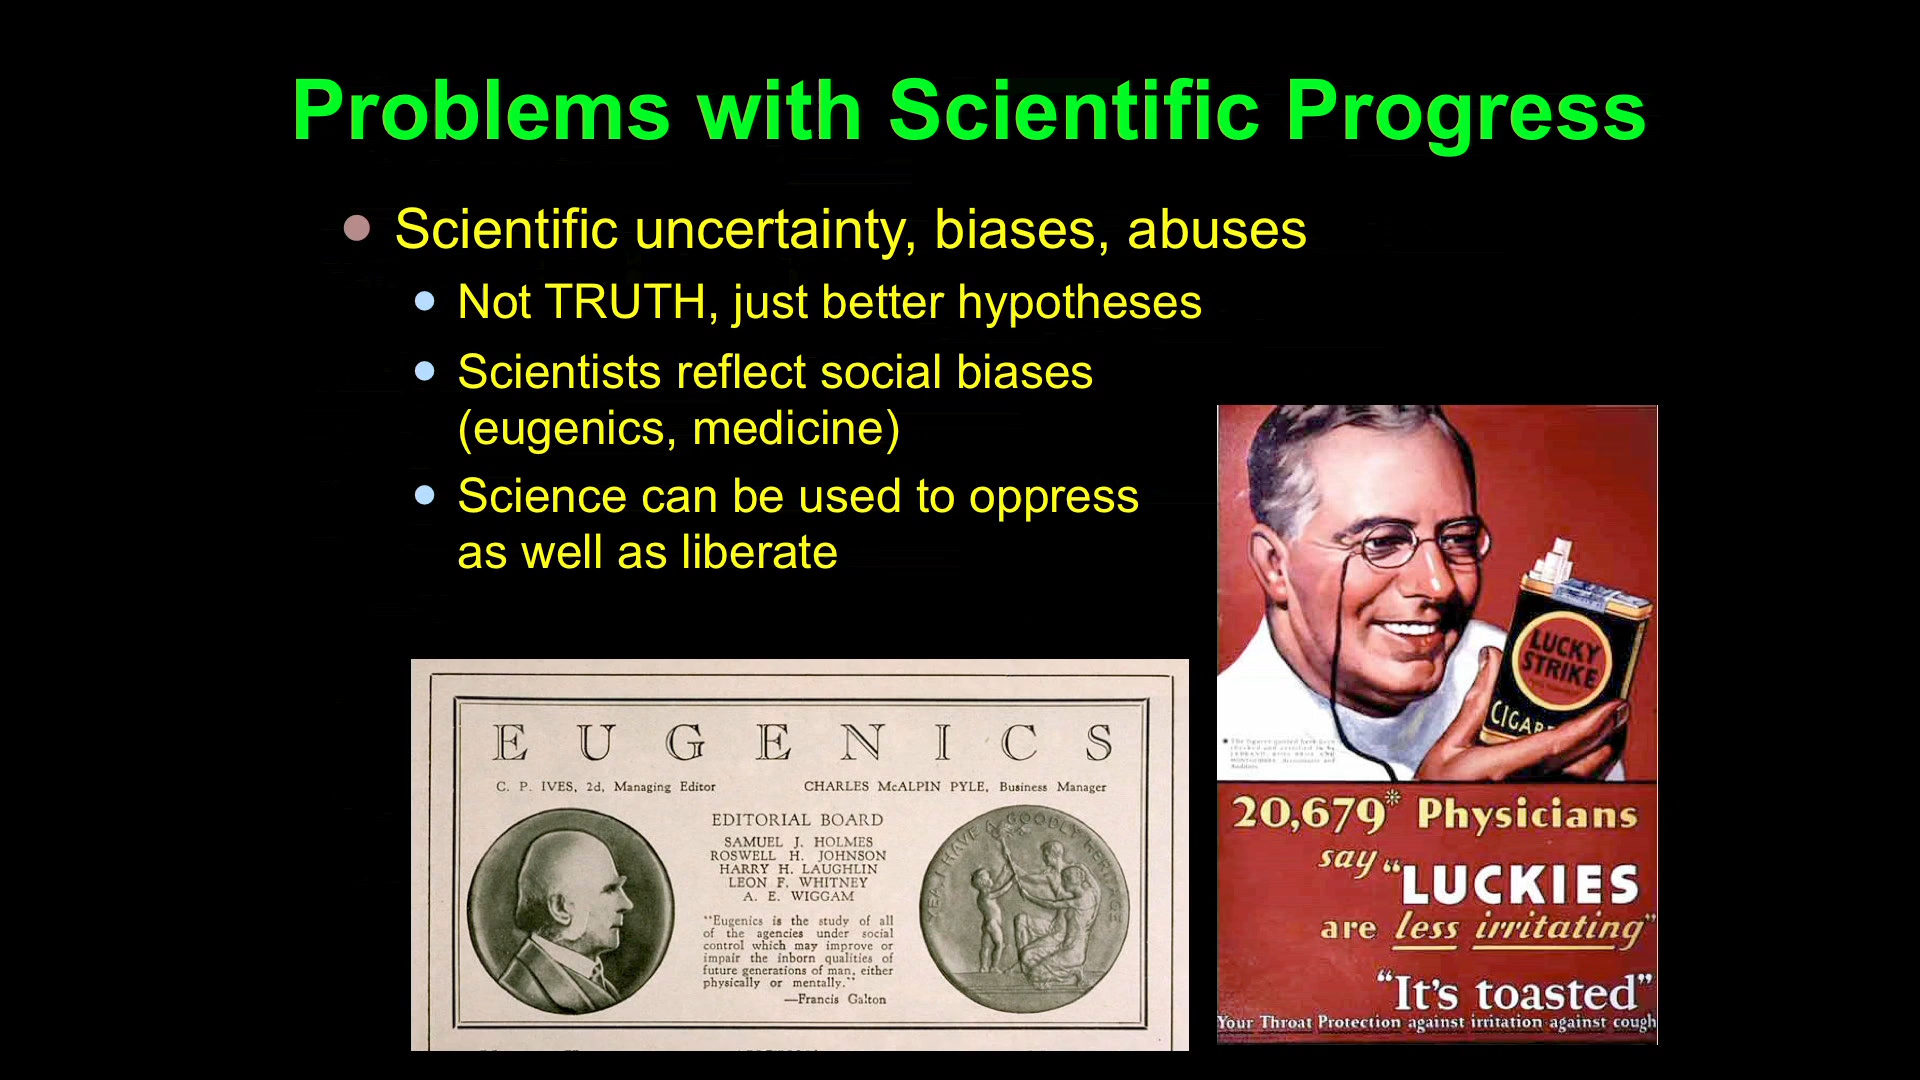 Problems with Scientific Progress
Scientific uncertainty, biases, abuses
Not TRUTH, just better hypotheses
Scientists reflect social biases
(eugenics, medicine)
Science can be used to oppress
as well as liberate
EUGENICS
C. P. IVES, 2d, Managing Editor
CHARLES McALPIN PYLE, Business Manager
EDITORIAL BOARD
SAMUEL J. HOLMES
ROSWELL H. JOHNSON
HARRY H. LAUGHLIN
LEON F. WHITNEY
A. E. WIGGAM
"Eugenics is the study of all
of the agencies under social
control which may improve or
impair the inborn qualities of
future generations of man, either
physically or mentally."
—Francis Galton
YEA, I HAVE A GOODLY HERITAGE
LUCKY
STRIKE
CIGAR
20,679* Physicians
say "LUCKIES
are less irritating"
"It's toasted"
Your Throat Protection against irritation against cough